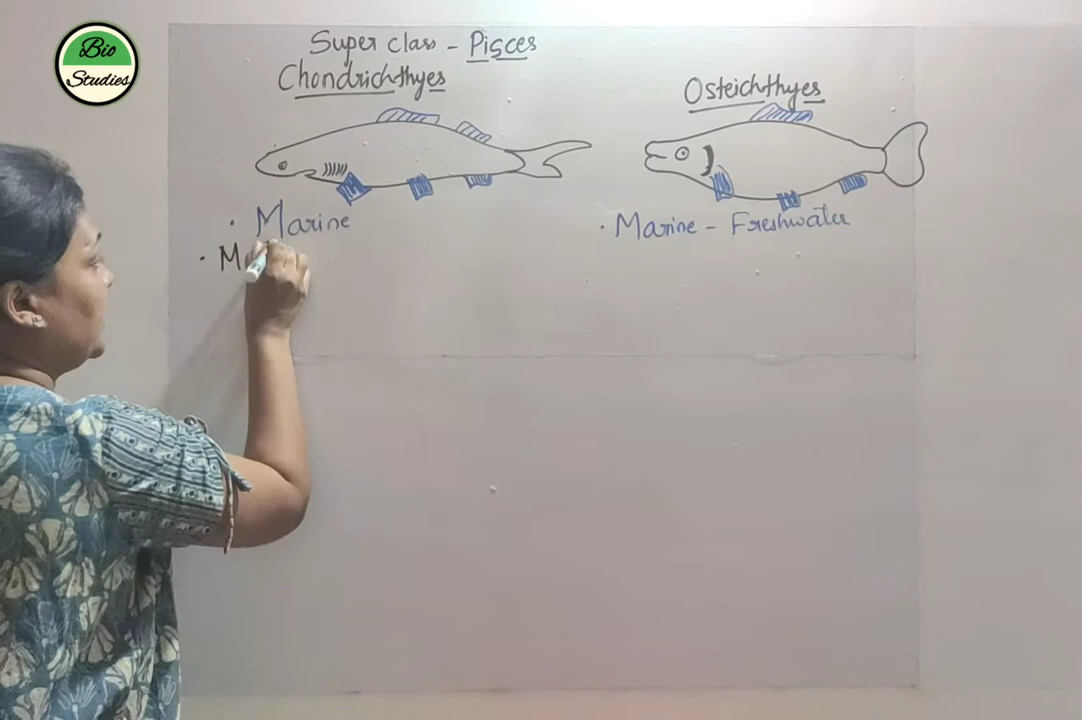 Bio
Studies
Super class - Pisces
Chondrichthyes
Osteichthyes
· Marine
· Marine - Freshwater
· M